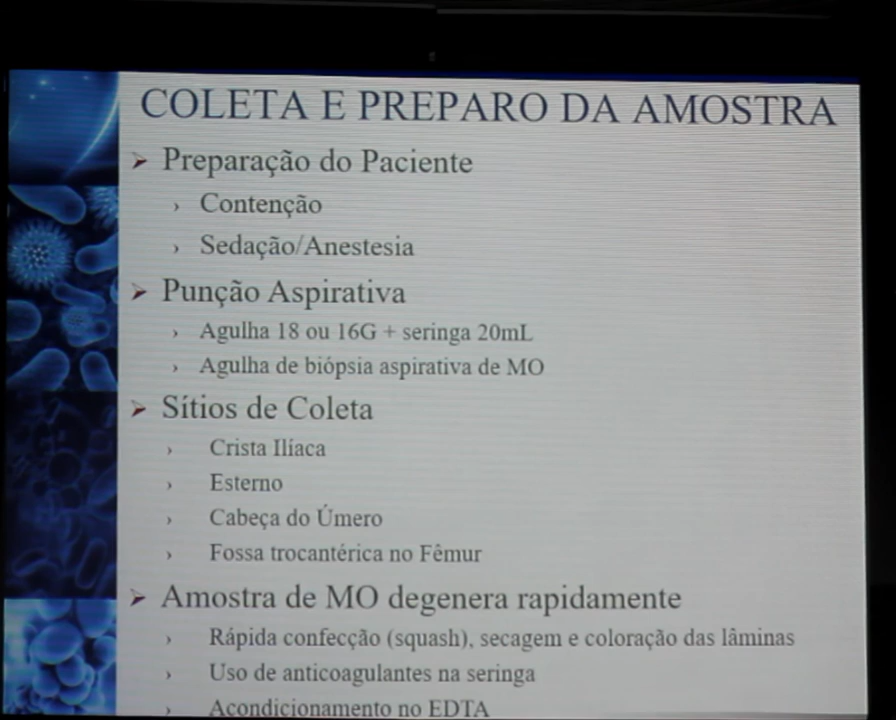 COLETA E PREPARO DA AMOSTRA
Preparação do Paciente
Contenção
Sedação/Anestesia
Punção Aspirativa
Agulha 18 ou 16G + seringa 20mL
Agulha de biópsia aspirativa de MO
Sítios de Coleta
Crista Ilíaca
Esterno
Cabeça do Úmero
Fossa trocantérica no Fêmur
Amostra de MO degenera rapidamente
Rápida confecção (squash), secagem e coloração das lâminas
Uso de anticoagulantes na seringa
Acondicionamento no EDTA